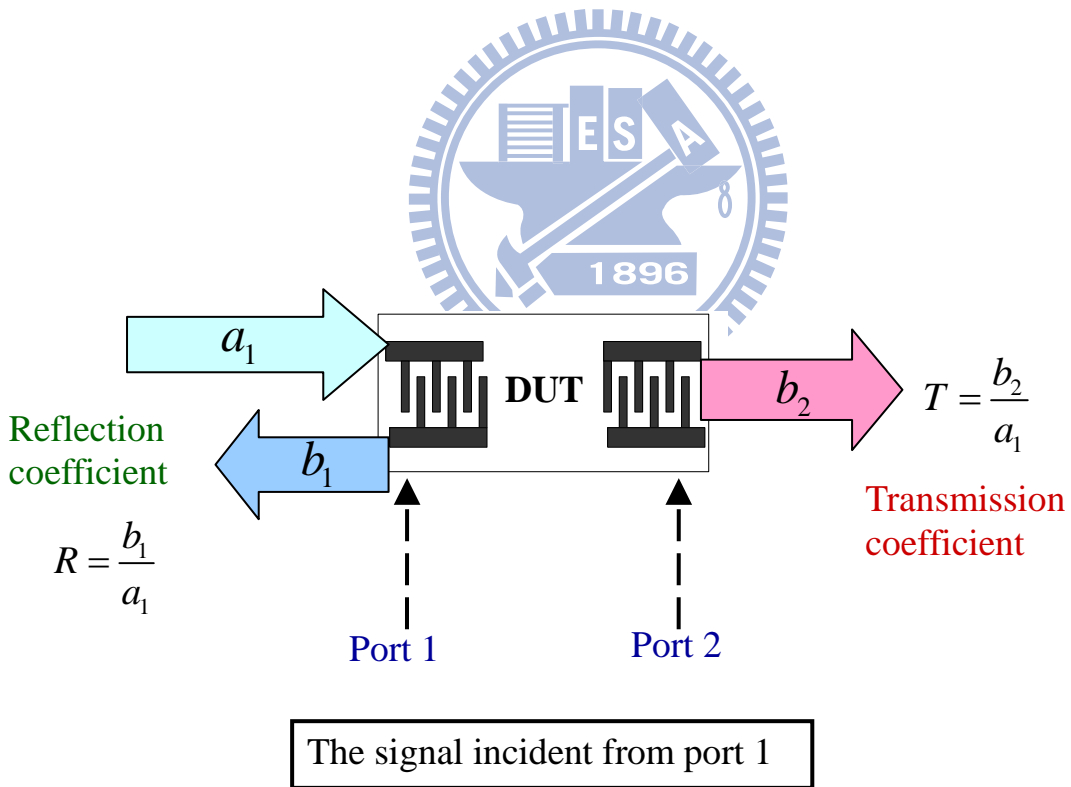 E S A
1896
a₁
DUT
b₂
T = b₂/a₁
Reflection
coefficient
b₁
Transmission
coefficient
R = b₁/a₁
Port 1
Port 2
The signal incident from port 1